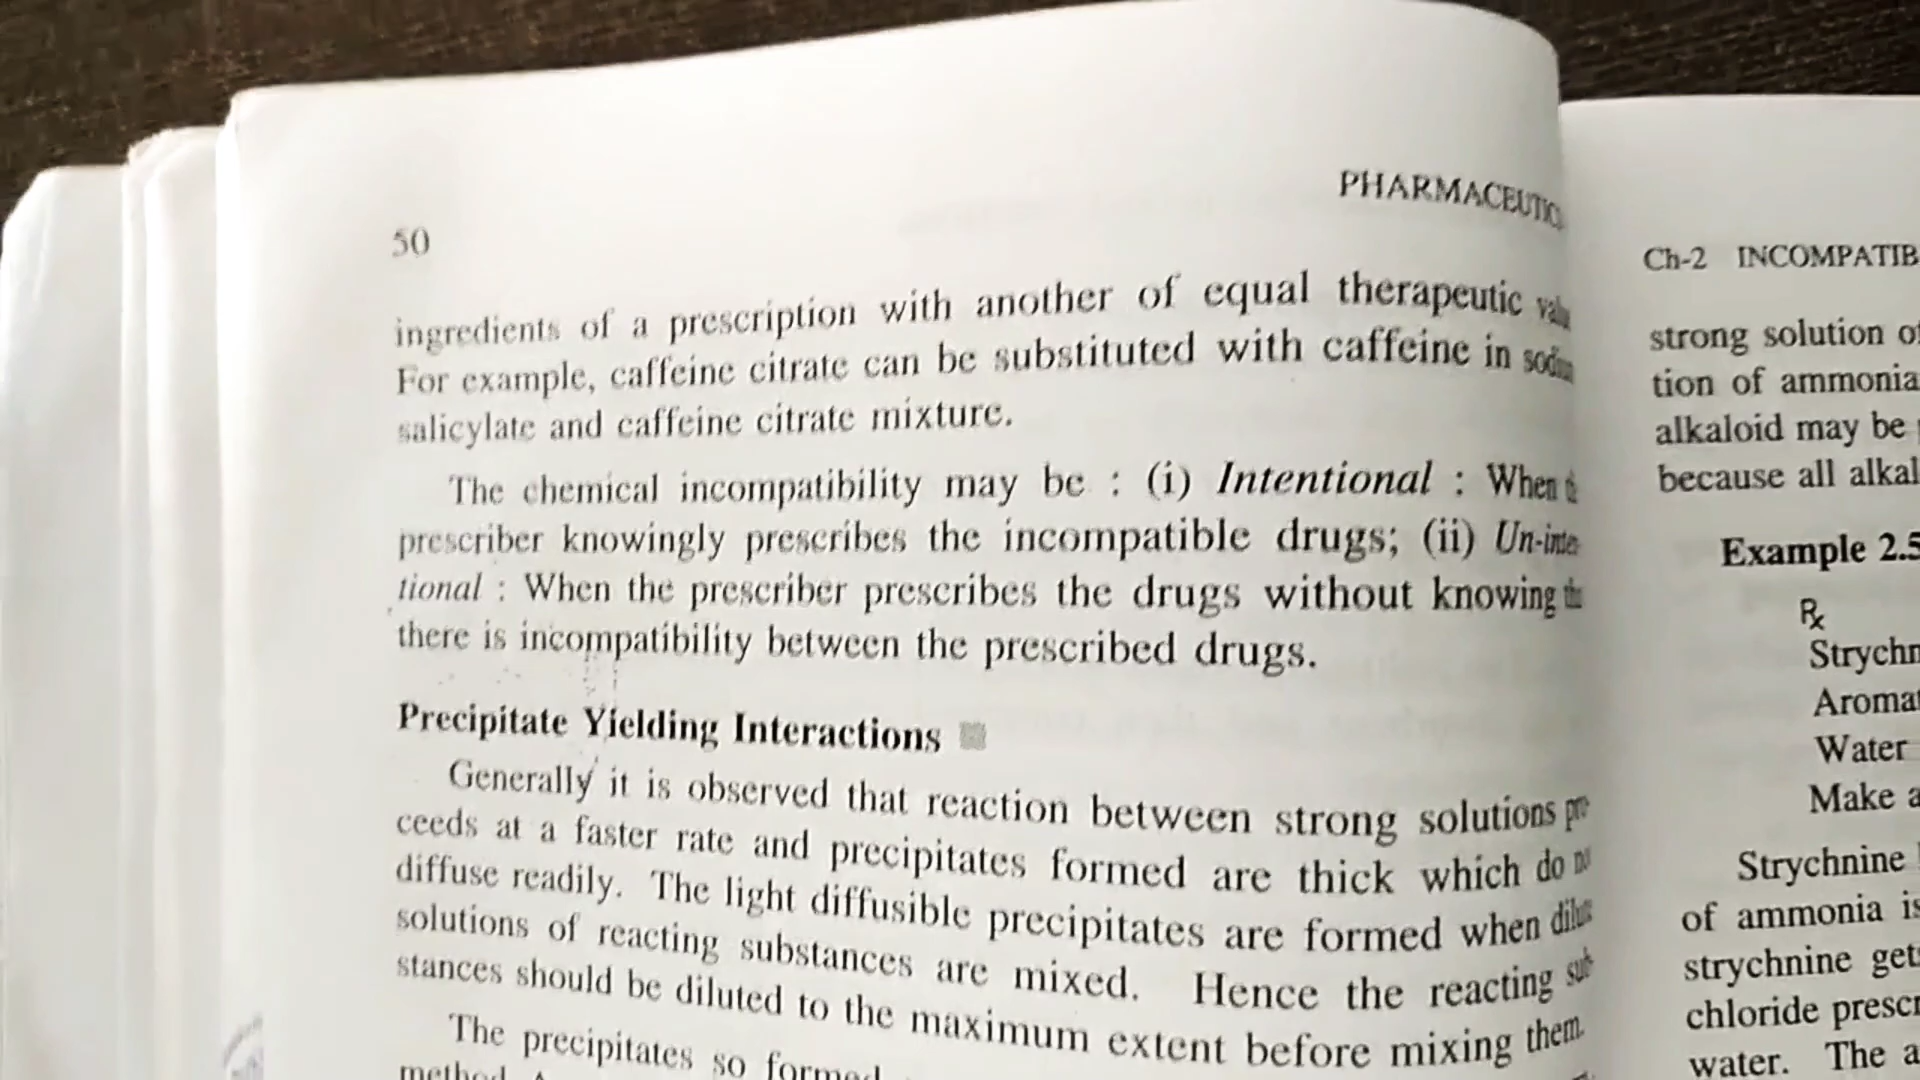 50
PHARMACEUTIC
ingredients of a prescription with another of equal therapeutic
For example, caffeine citrate can be substituted with caffeine in
salicylate and caffeine citrate mixture.
The chemical incompatibility may be : (i) Intentional : When
prescriber knowingly prescribes the incompatible drugs; (ii) Un-inten-
tional : When the prescriber prescribes the drugs without knowing
there is incompatibility between the prescribed drugs.
Precipitate Yielding Interactions
Generally it is observed that reaction between strong solutions pro-
ceeds at a faster rate and precipitates formed are thick which do
diffuse readily. The light diffusible precipitates are formed when
solutions of reacting substances are mixed. Hence the reacting sub-
stances should be diluted to the maximum extent before mixing them.
The precipitates so formed
method
Ch-2 INCOMPATIB
strong solution of
tion of ammonia
alkaloid may be
because all alkal
Example 2.5
℞
Strychn
Aromat
Water
Make a
Strychnine
of ammonia is
strychnine gets
chloride prescr
water. The a